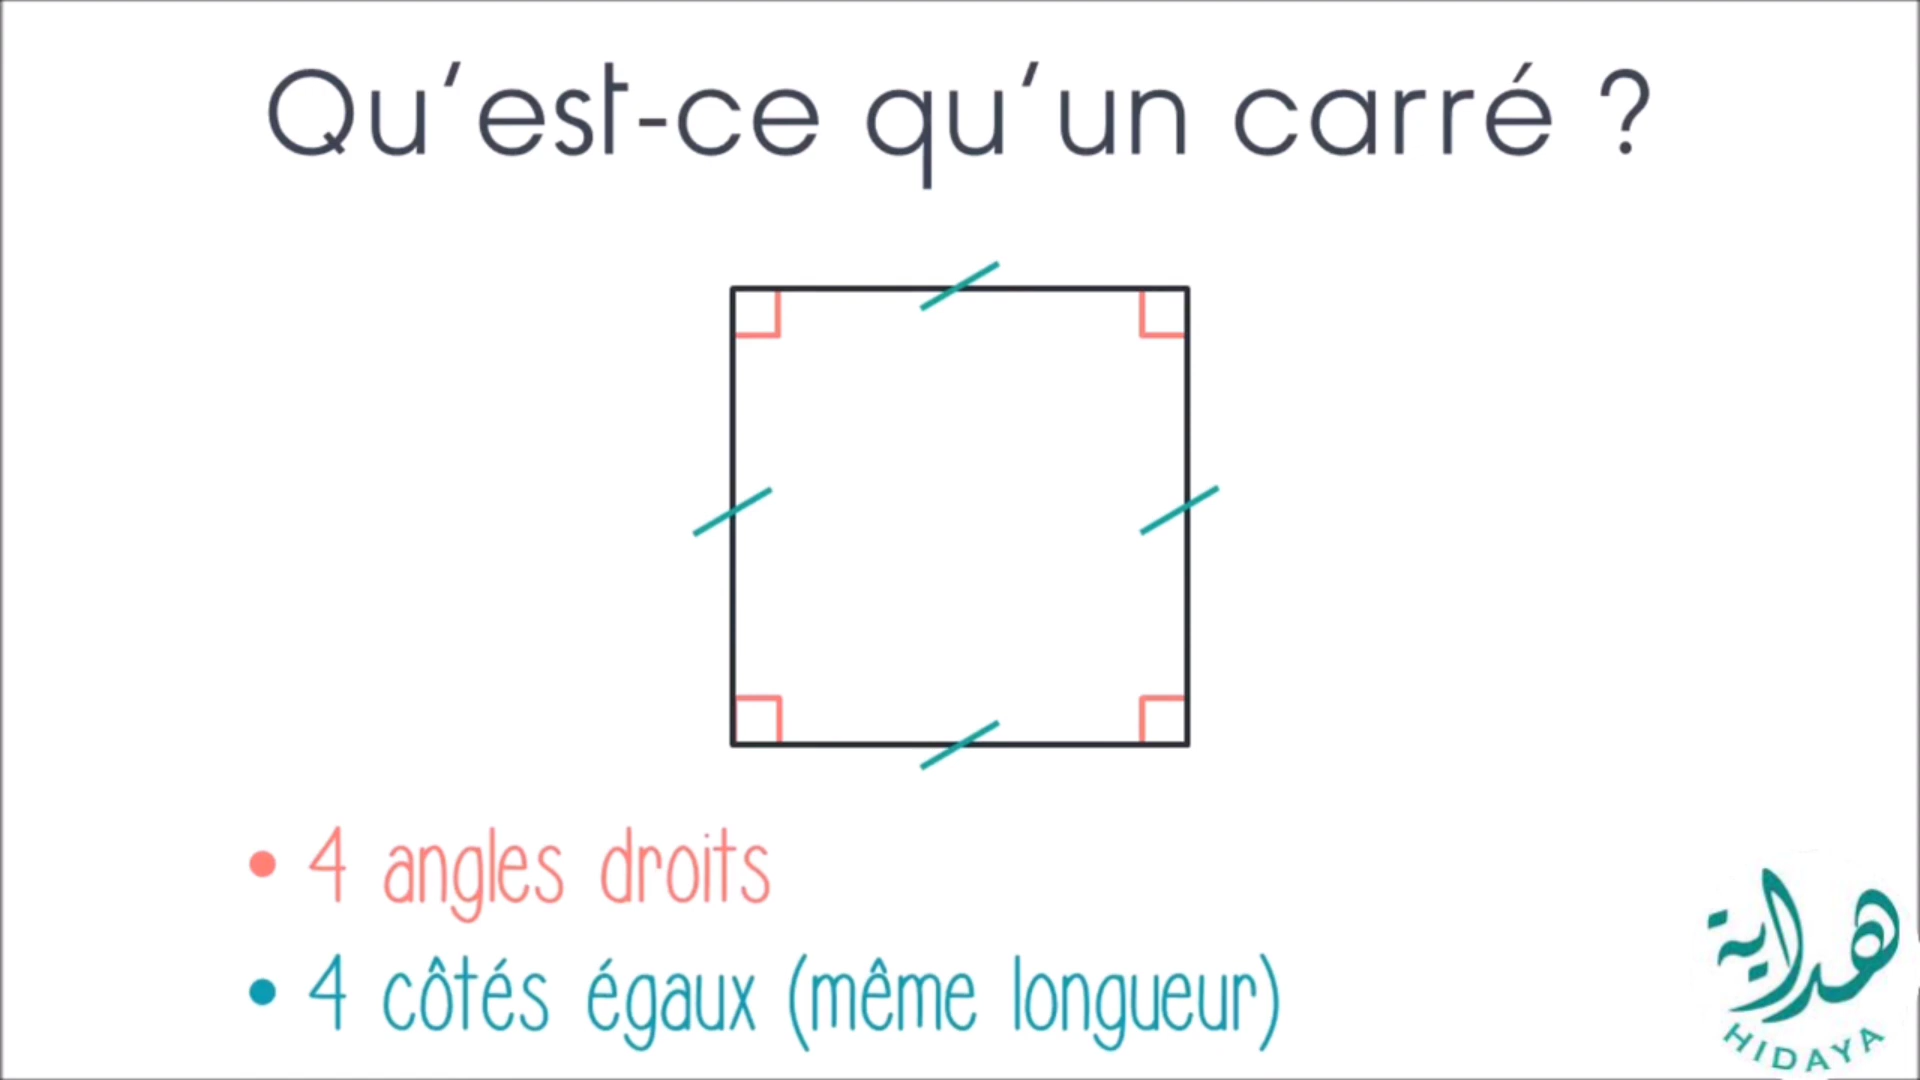 Qu'est-ce qu'un carré ?
• 4 angles droits
• 4 côtés égaux (même longueur)
هداية
HIDAYA